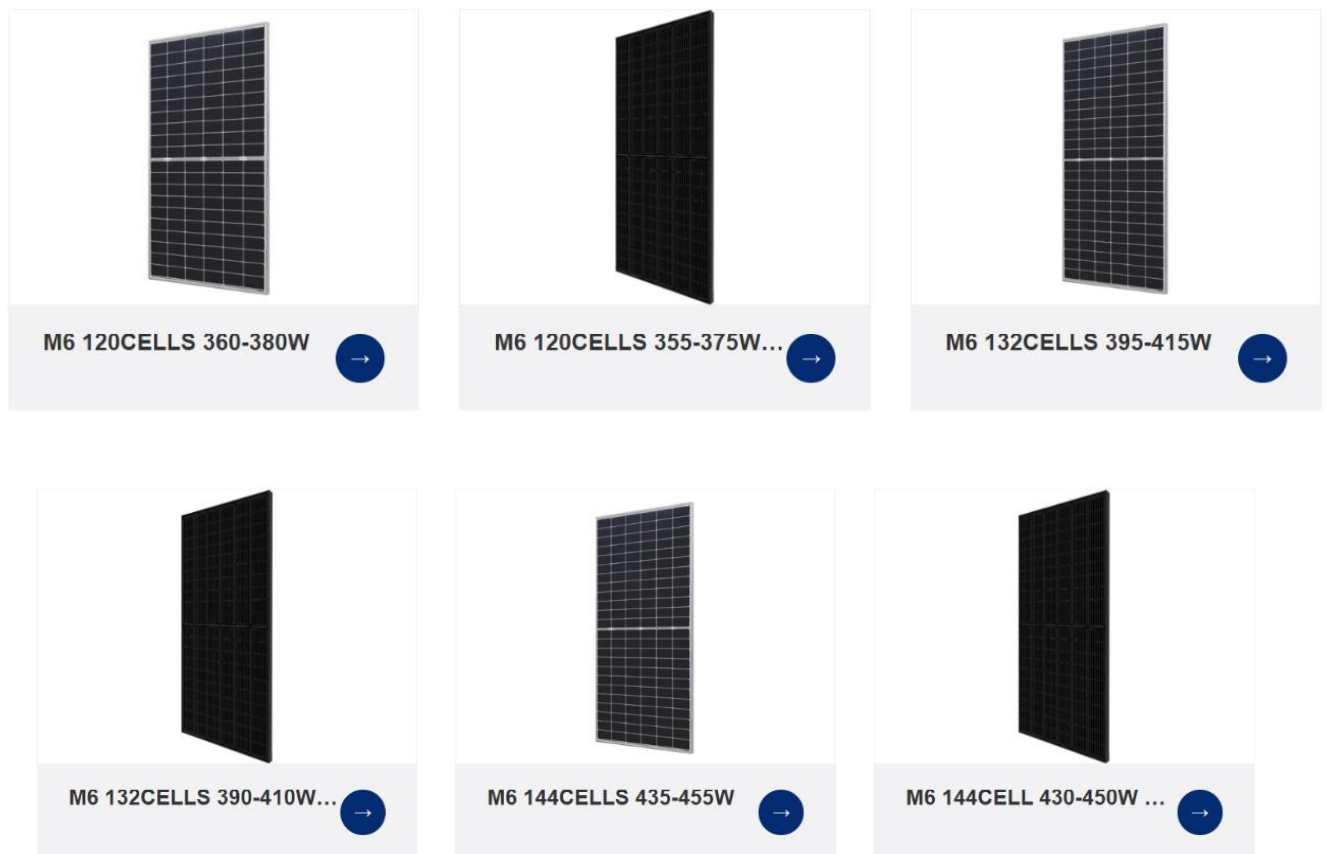 M6 120CELLS 360-380W
→
M6 120CELLS 355-375W...
→
M6 132CELLS 395-415W
→
M6 132CELLS 390-410W...
→
M6 144CELLS 435-455W
→
M6 144CELL 430-450W ...
→